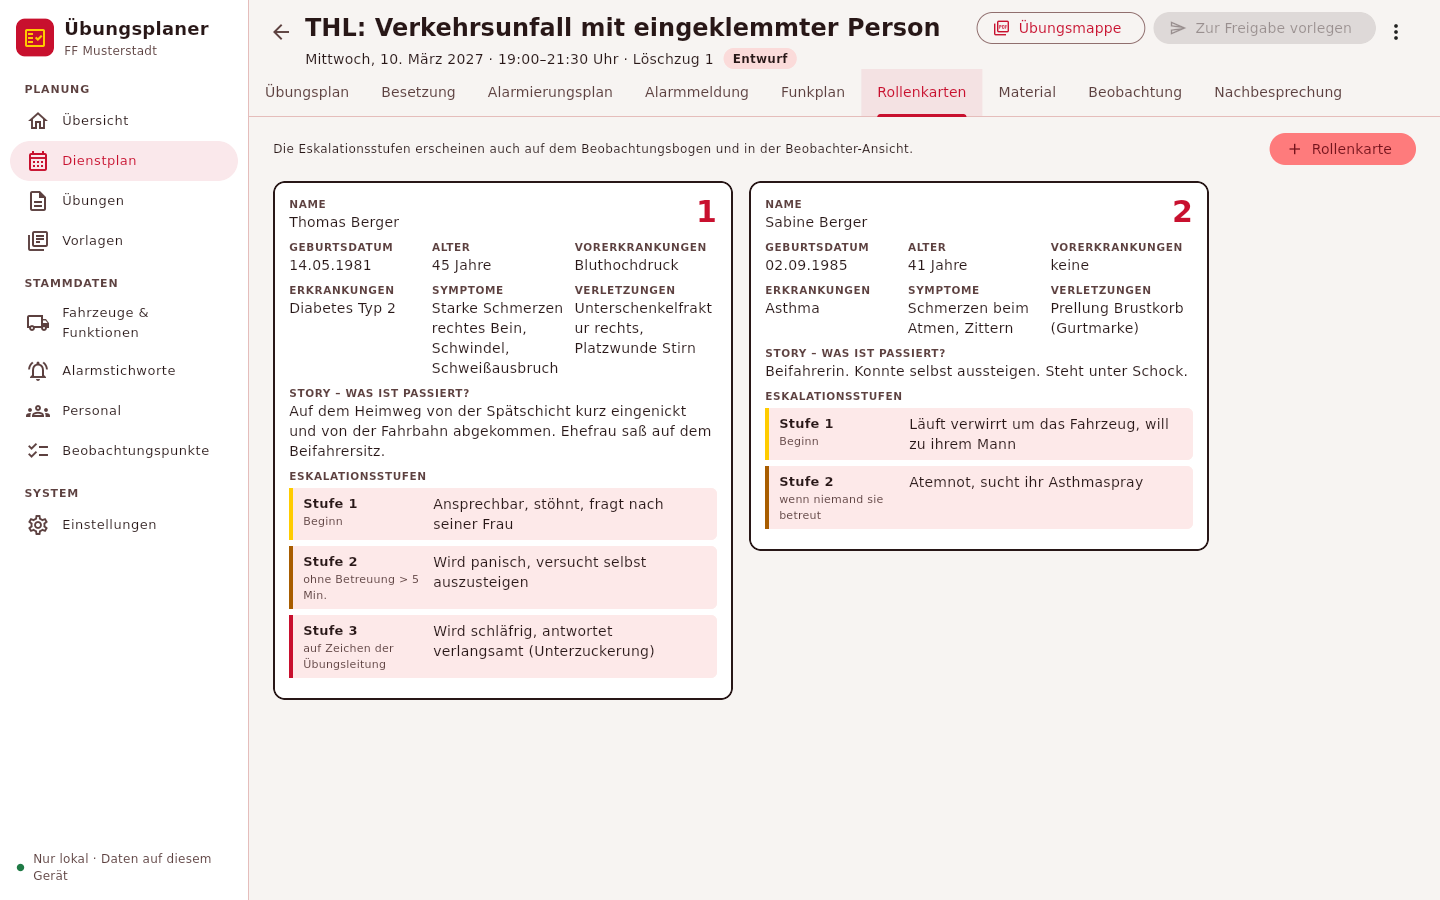 Übungsplaner
FF Musterstadt
PLANUNG
Übersicht
Dienstplan
Übungen
Vorlagen
STAMMDATEN
Fahrzeuge &
Funktionen
Alarmstichworte
Personal
Beobachtungspunkte
SYSTEM
Einstellungen
Nur lokal · Daten auf diesem
Gerät
THL: Verkehrsunfall mit eingeklemmter Person
Mittwoch, 10. März 2027 · 19:00–21:30 Uhr · Löschzug 1 Entwurf
PDF Übungsmappe
Zur Freigabe vorlegen
Übungsplan Besetzung Alarmierungsplan Alarmmeldung Funkplan Rollenkarten Material Beobachtung Nachbesprechung
Die Eskalationsstufen erscheinen auch auf dem Beobachtungsbogen und in der Beobachter-Ansicht.
+ Rollenkarte
NAME
1
Thomas Berger
GEBURTSDATUM ALTER VORERKRANKUNGEN
14.05.1981 45 Jahre Bluthochdruck
ERKRANKUNGEN SYMPTOME VERLETZUNGEN
Diabetes Typ 2 Starke Schmerzen Unterschenkelfrakt
rechtes Bein, ur rechts,
Schwindel, Platzwunde Stirn
Schweißausbruch
STORY – WAS IST PASSIERT?
Auf dem Heimweg von der Spätschicht kurz eingenickt
und von der Fahrbahn abgekommen. Ehefrau saß auf dem
Beifahrersitz.
ESKALATIONSSTUFEN
Stufe 1
Beginn
Ansprechbar, stöhnt, fragt nach
seiner Frau
Stufe 2
ohne Betreuung > 5
Min.
Wird panisch, versucht selbst
auszusteigen
Stufe 3
auf Zeichen der
Übungsleitung
Wird schläfrig, antwortet
verlangsamt (Unterzuckerung)
NAME
2
Sabine Berger
GEBURTSDATUM ALTER VORERKRANKUNGEN
02.09.1985 41 Jahre keine
ERKRANKUNGEN SYMPTOME VERLETZUNGEN
Asthma Schmerzen beim Prellung Brustkorb
Atmen, Zittern (Gurtmarke)
STORY – WAS IST PASSIERT?
Beifahrerin. Konnte selbst aussteigen. Steht unter Schock.
ESKALATIONSSTUFEN
Stufe 1
Beginn
Läuft verwirrt um das Fahrzeug, will
zu ihrem Mann
Stufe 2
wenn niemand sie
betreut
Atemnot, sucht ihr Asthmaspray